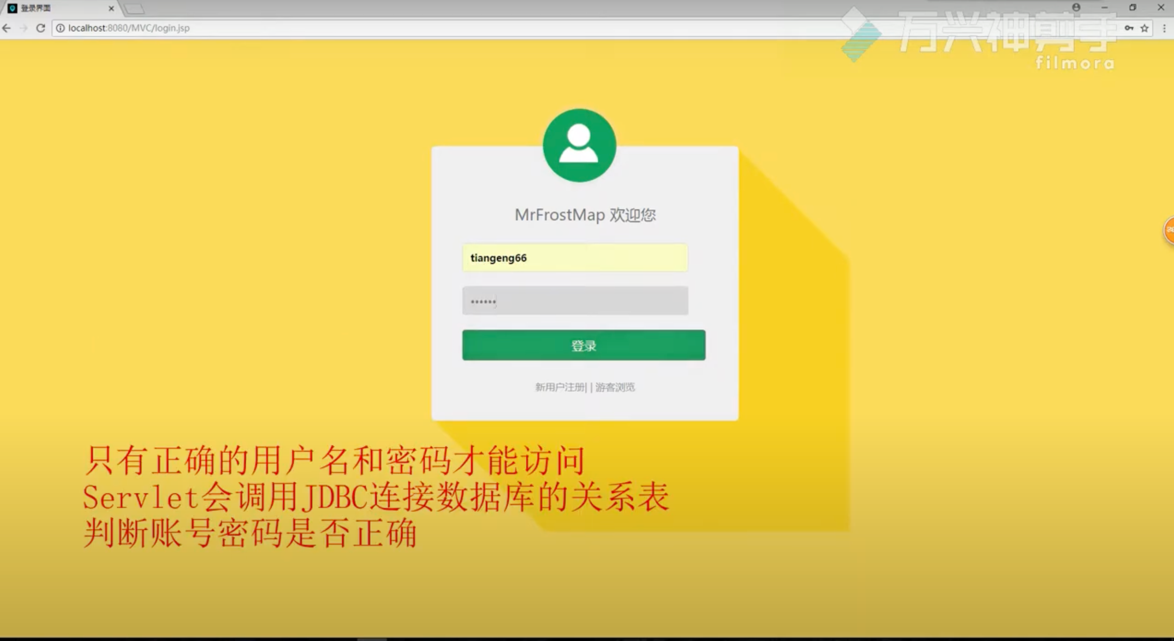 登录界面
localhost:8080/MVC/login.jsp
万兴神剪手
filmora
MrFrostMap 欢迎您
tiangeng66
••••••
登录
新用户注册| | 游客浏览
只有正确的用户名和密码才能访问
Servlet会调用JDBC连接数据库的关系表
判断账号密码是否正确